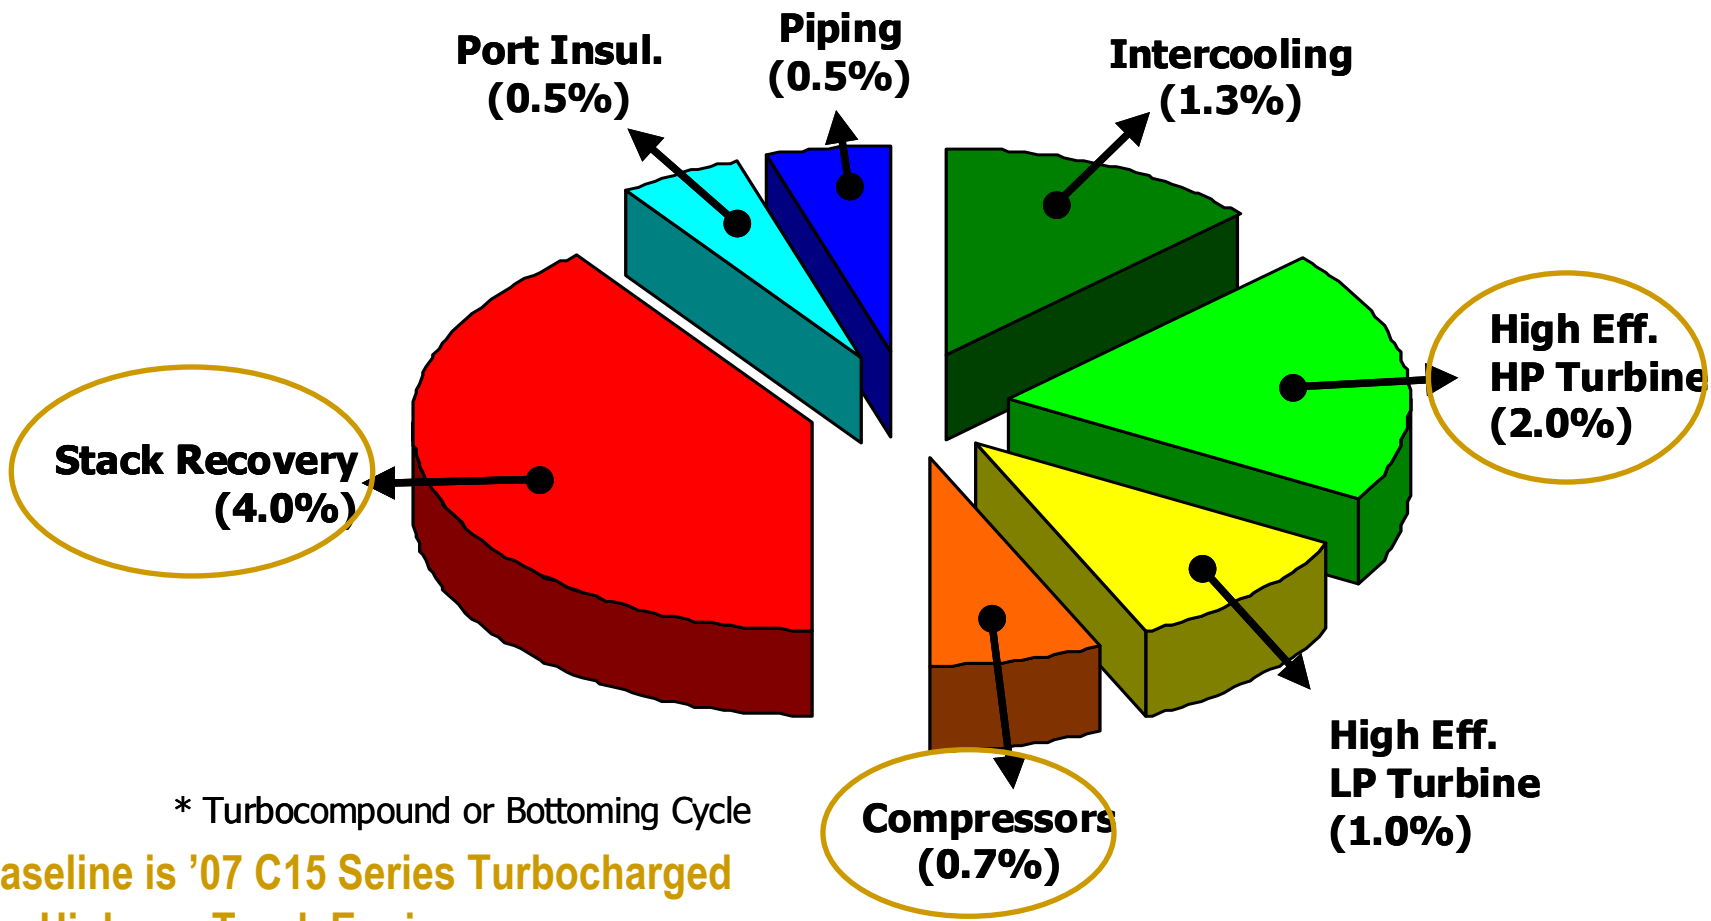 Piping
(0.5%)
Port Insul.
(0.5%)
Intercooling
(1.3%)
High Eff.
HP Turbine
(2.0%)
Stack Recovery
(4.0%)
High Eff.
LP Turbine
(1.0%)
Compressors
(0.7%)
* Turbocompound or Bottoming Cycle
aseline is ’07 C15 Series Turbocharged